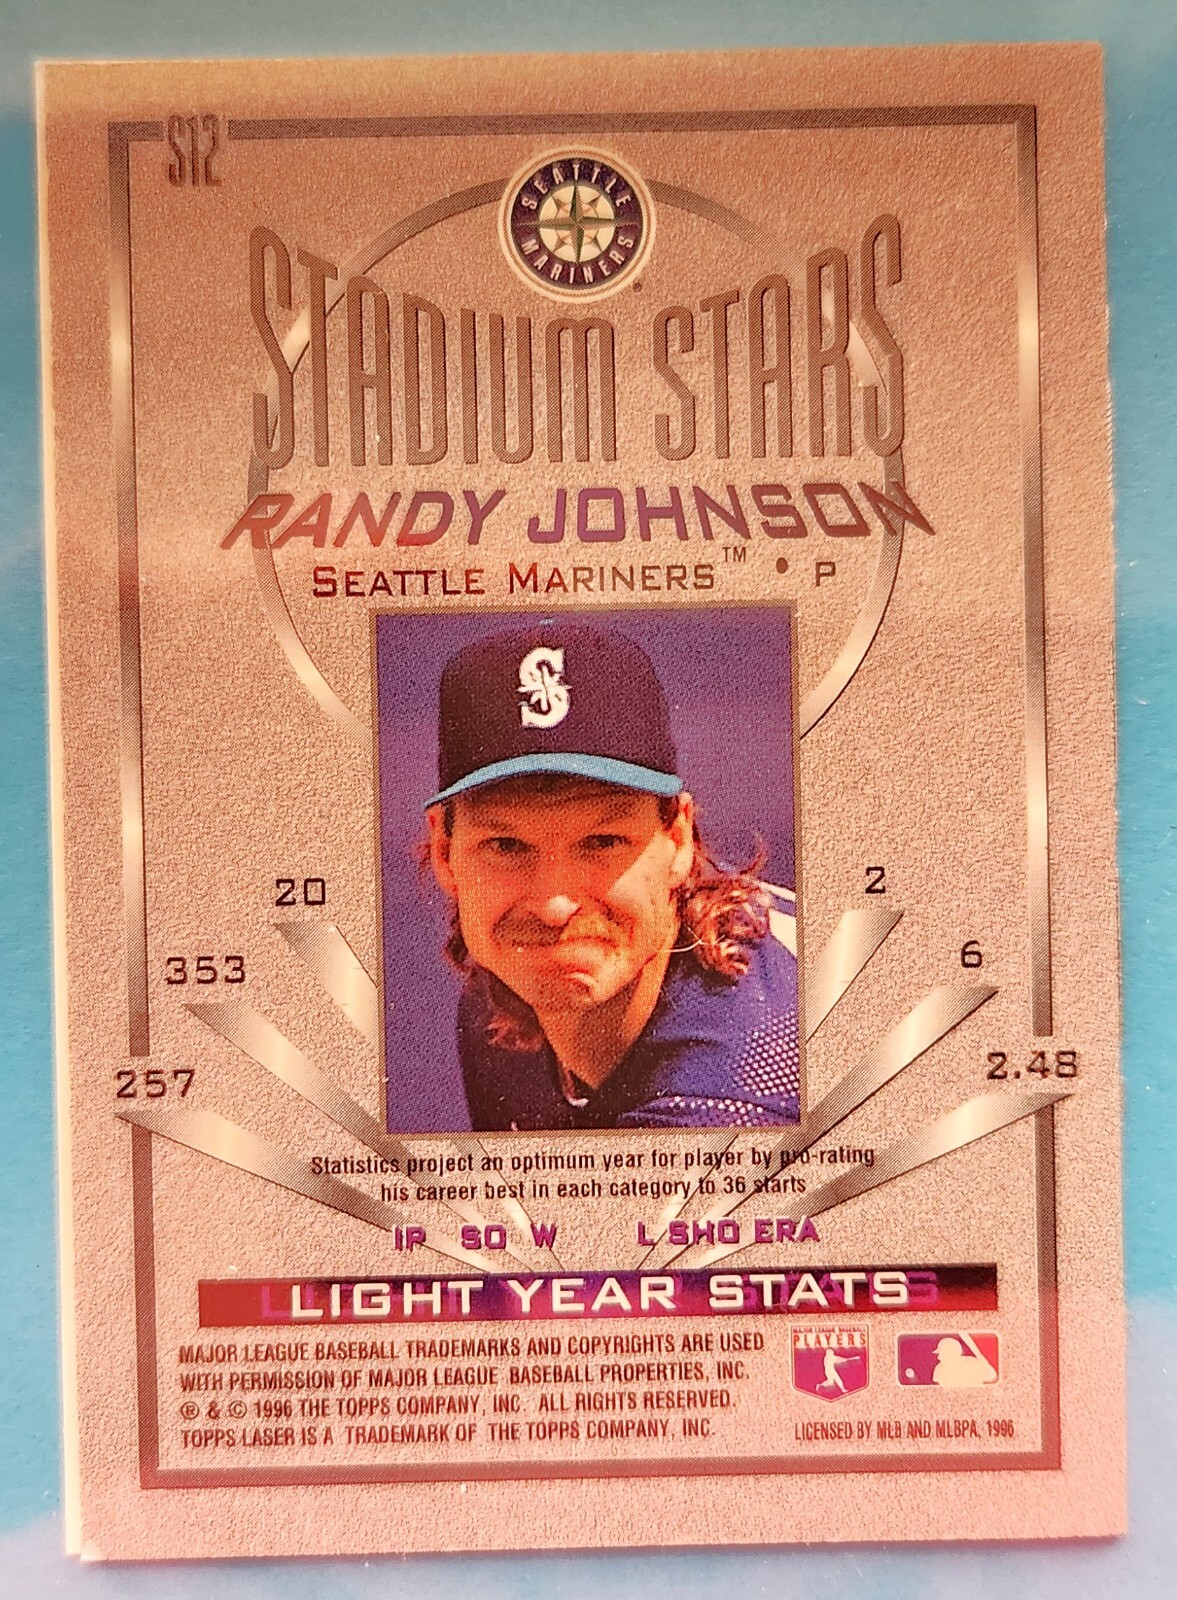 S12
SEATTLE
MARINERS
STADIUM STARS
RANDY JOHNSON
SEATTLE MARINERS™ • P
S
20
2
353
6
257
2.48
Statistics project an optimum year for player by pro-rating
his career best in each category to 36 starts
IP SO W L SHO ERA
LIGHT YEAR STATS
MAJOR LEAGUE BASEBALL TRADEMARKS AND COPYRIGHTS ARE USED
WITH PERMISSION OF MAJOR LEAGUE BASEBALL PROPERTIES, INC.
® & © 1996 THE TOPPS COMPANY, INC. ALL RIGHTS RESERVED.
TOPPS LASER IS A TRADEMARK OF THE TOPPS COMPANY, INC.
MAJOR LEAGUE BASEBALL
PLAYERS
LICENSED BY MLB AND MLBPA, 1996